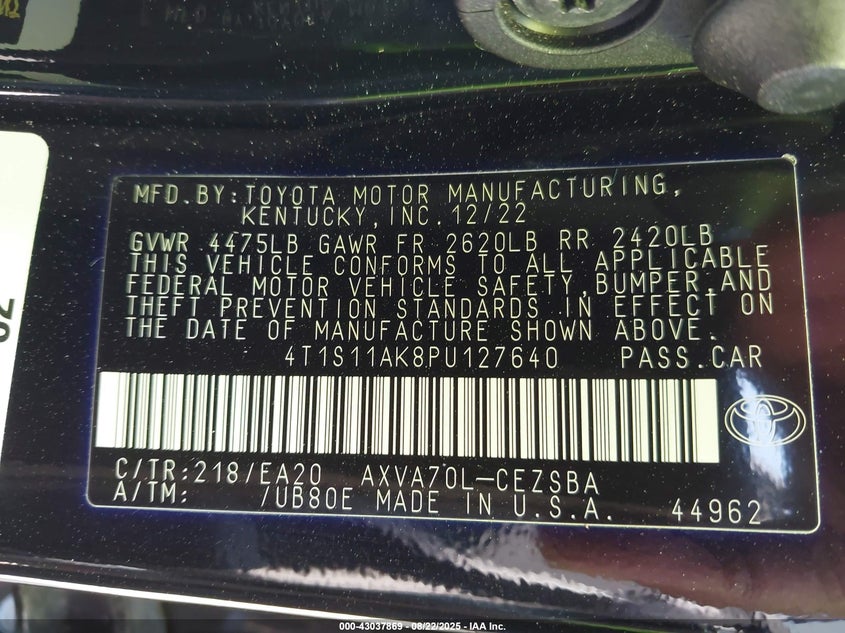 MFD.BY:TOYOTA MOTOR MANUFACTURING,
KENTUCKY,INC.12/22
GVWR 4475LB GAWR FR 2620LB RR 2420LB
THIS VEHICLE CONFORMS TO ALL APPLICABLE
FEDERAL MOTOR VEHICLE SAFETY,BUMPER,AND
THEFT PREVENTION STANDARDS IN EFFECT ON
THE DATE OF MANUFACTURE SHOWN ABOVE.
4T1S11AK8PU127640 PASS.CAR
C/TR:218/EA20 AXVA70L-CEZSBA
A/TM: /UB80E MADE IN U.S.A. 44962
000-43037869 - 08/22/2025 - IAA Inc.